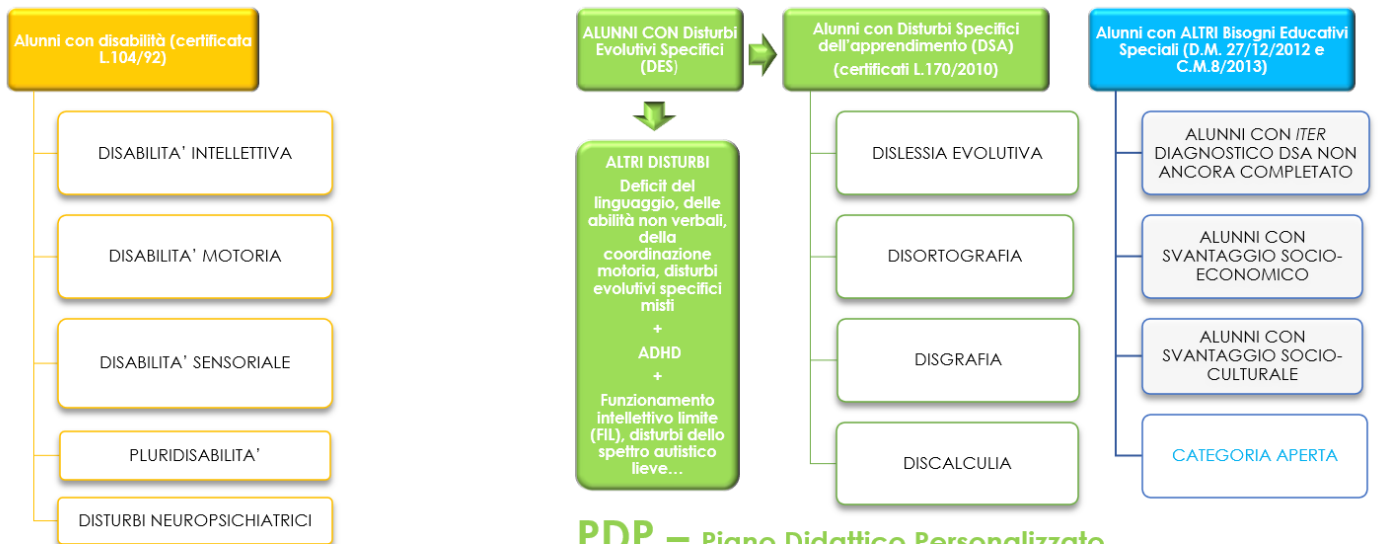 Alunni con disabilità (certificata
L.104/92)
DISABILITA' INTELLETTIVA
DISABILITA' MOTORIA
DISABILITA' SENSORIALE
PLURIDISABILITA'
DISTURBI NEUROPSICHIATRICI
ALUNNI CON Disturbi
Evolutivi Specifici
(DES)
ALTRI DISTURBI
Deficit del
linguaggio, delle
abilità non verbali,
della
coordinazione
motoria, disturbi
evolutivi specifici
misti
+
ADHD
+
Funzionamento
intellettivo limite
(FIL), disturbi dello
spettro autistico
lieve…
Alunni con Disturbi Specifici
dell'apprendimento (DSA)
(certificati L.170/2010)
DISLESSIA EVOLUTIVA
DISORTOGRAFIA
DISGRAFIA
DISCALCULIA
Alunni con ALTRI Bisogni Educativi
Speciali (D.M. 27/12/2012 e
C.M.8/2013)
ALUNNI CON ITER
DIAGNOSTICO DSA NON
ANCORA COMPLETATO
ALUNNI CON
SVANTAGGIO SOCIO-
ECONOMICO
ALUNNI CON
SVANTAGGIO SOCIO-
CULTURALE
CATEGORIA APERTA
PDP – Piano Didattico Personalizzato